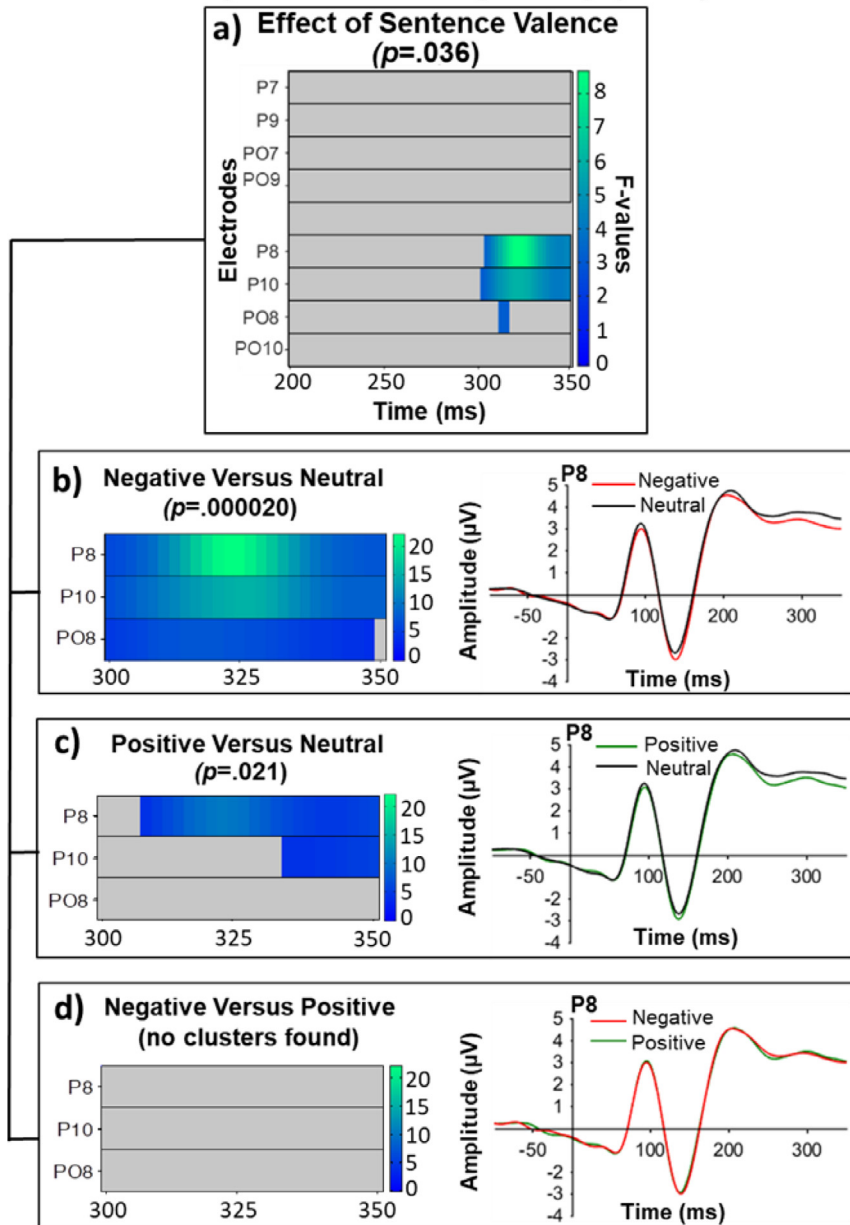 a) Effect of Sentence Valence
(p=.036)
P7
P9
PO7
PO9
P8
P10
PO8
PO10
Electrodes
8
7
6
5
4
3
2
1
0
F-values
200 250 300 350
Time (ms)
b) Negative Versus Neutral
(p=.000020)
P8
P10
PO8
20
15
10
5
0
300 325 350
P8
Negative
Neutral
Amplitude (µV)
5
4
3
2
1
-2
-3
-4
-50 100 200 300
Time (ms)
c) Positive Versus Neutral
(p=.021)
P8
P10
PO8
20
15
10
5
0
300 325 350
P8
Positive
Neutral
Amplitude (µV)
5
4
3
2
1
-2
-3
-4
-50 100 200 300
Time (ms)
d) Negative Versus Positive
(no clusters found)
P8
P10
PO8
20
15
10
5
0
300 325 350
P8
Negative
Positive
Amplitude (µV)
5
4
3
2
1
-2
-3
-4
-50 100 200 300
Time (ms)